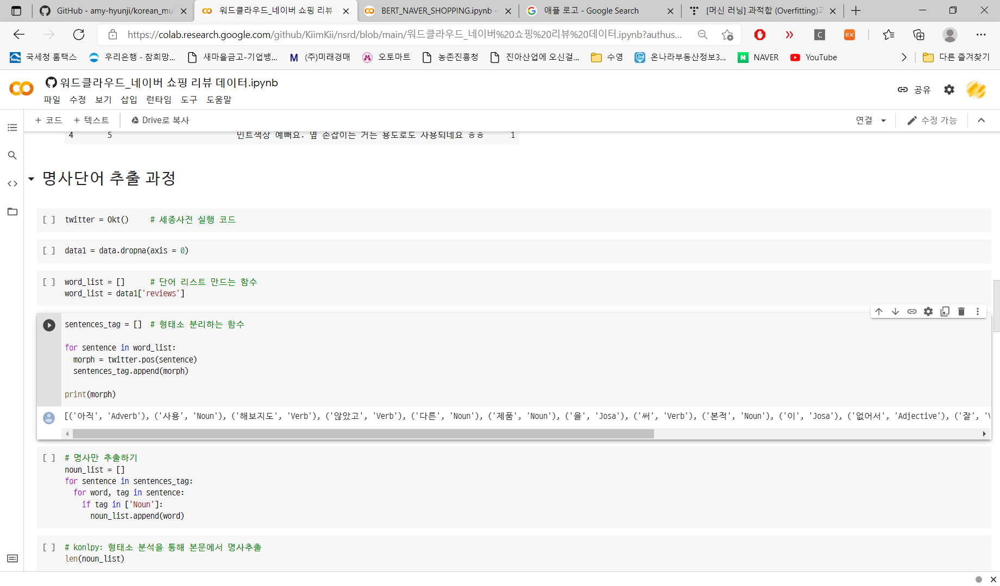 GitHub - amy-hyunji/korean_mu
워드클라우드_네이버 쇼핑 리뷰
BERT_NAVER_SHOPPING.ipynb -
애플 로고 - Google Search
[머신 러닝] 과적합 (Overfitting)
https://colab.research.google.com/github/KiimKii/nsrd/blob/main/워드클라우드_네이버%20쇼핑%20리뷰%20데이터.ipynb?authus...
C
EX
국세청 홈택스
우리은행 - 참희망...
새마을금고-기업뱅...
M (주)미래경매
오토마트
농촌진흥청
진아산업에 오신걸...
수영
온나라부동산정보3...
N NAVER
YouTube
다른 즐겨찾기
워드클라우드_네이버 쇼핑 리뷰 데이터.ipynb
파일 수정 보기 삽입 런타임 도구 도움말
공유
+ 코드 + 텍스트 Drive로 복사
연결
수정 가능
4 5 민트색상 예뻐요. 옆 손잡이는 거는 용도로도 사용되네요 ㅎㅎ 1
명사단어 추출 과정
[ ] twitter = Okt() # 세종사전 실행 코드
[ ] data1 = data.dropna(axis = 0)
[ ] word_list = [] # 단어 리스트 만드는 함수
word_list = data1['reviews']
sentences_tag = [] # 형태소 분리하는 함수
for sentence in word_list:
morph = twitter.pos(sentence)
sentences_tag.append(morph)
print(morph)
[('아직', 'Adverb'), ('사용', 'Noun'), ('해보지도', 'Verb'), ('않았고', 'Verb'), ('다른', 'Noun'), ('제품', 'Noun'), ('을', 'Josa'), ('써', 'Verb'), ('본적', 'Noun'), ('이', 'Josa'), ('없어서', 'Adjective'), ('잘', 'V
[ ] # 명사만 추출하기
noun_list = []
for sentence in sentences_tag:
for word, tag in sentence:
if tag in ['Noun']:
noun_list.append(word)
[ ] # konlpy: 형태소 분석을 통해 본문에서 명사추출
len(noun_list)